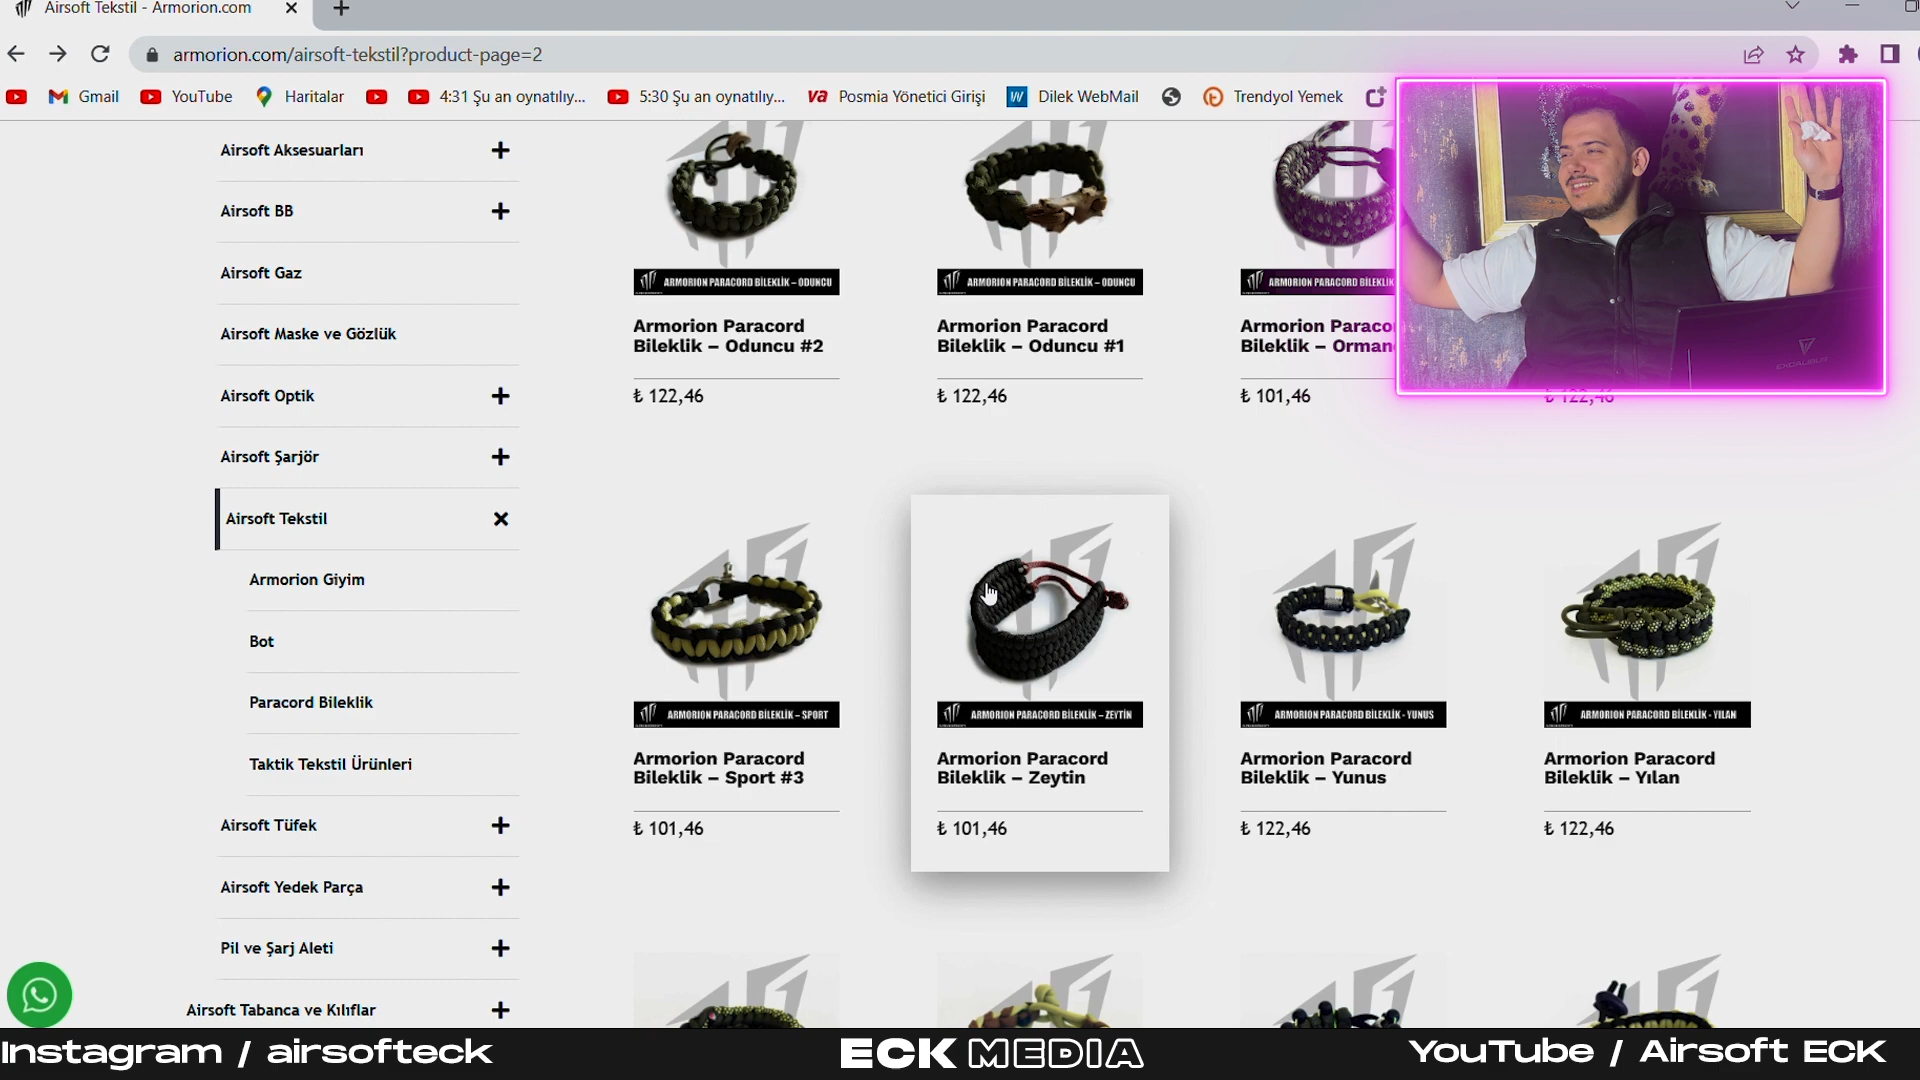 Airsoft Tekstil - Armorion.com
armorion.com/airsoft-tekstil?product-page=2
Gmail
YouTube
Haritalar
4:31 Şu an oynatılıy...
5:30 Şu an oynatılıy...
va Posmia Yönetici Girişi
W Dilek WebMail
Trendyol Yemek
Airsoft Aksesuarları
Airsoft BB
Airsoft Gaz
Airsoft Maske ve Gözlük
Airsoft Optik
Airsoft Şarjör
Airsoft Tekstil
Armorion Giyim
Bot
Paracord Bileklik
Taktik Tekstil Ürünleri
Airsoft Tüfek
Airsoft Yedek Parça
Pil ve Şarj Aleti
Airsoft Tabanca ve Kılıflar
ARMORION PARACORD BİLEKLİK – ODUNCU
Armorion Paracord
Bileklik – Oduncu #2
₺ 122,46
ARMORION PARACORD BİLEKLİK – ODUNCU
Armorion Paracord
Bileklik – Oduncu #1
₺ 122,46
ARMORION PARACORD BİLEKLİK
Armorion Paraco
Bileklik – Orman
₺ 101,46
₺ 122,46
EXCALIBUR
ARMORION PARACORD BİLEKLİK – SPORT
Armorion Paracord
Bileklik – Sport #3
₺ 101,46
ARMORION PARACORD BİLEKLİK – ZEYTİN
Armorion Paracord
Bileklik – Zeytin
₺ 101,46
ARMORION PARACORD BİLEKLİK - YUNUS
Armorion Paracord
Bileklik – Yunus
₺ 122,46
ARMORION PARACORD BİLEKLİK - YILAN
Armorion Paracord
Bileklik – Yılan
₺ 122,46
Instagram / airsofteck
ECK MEDIA
YouTube / Airsoft ECK